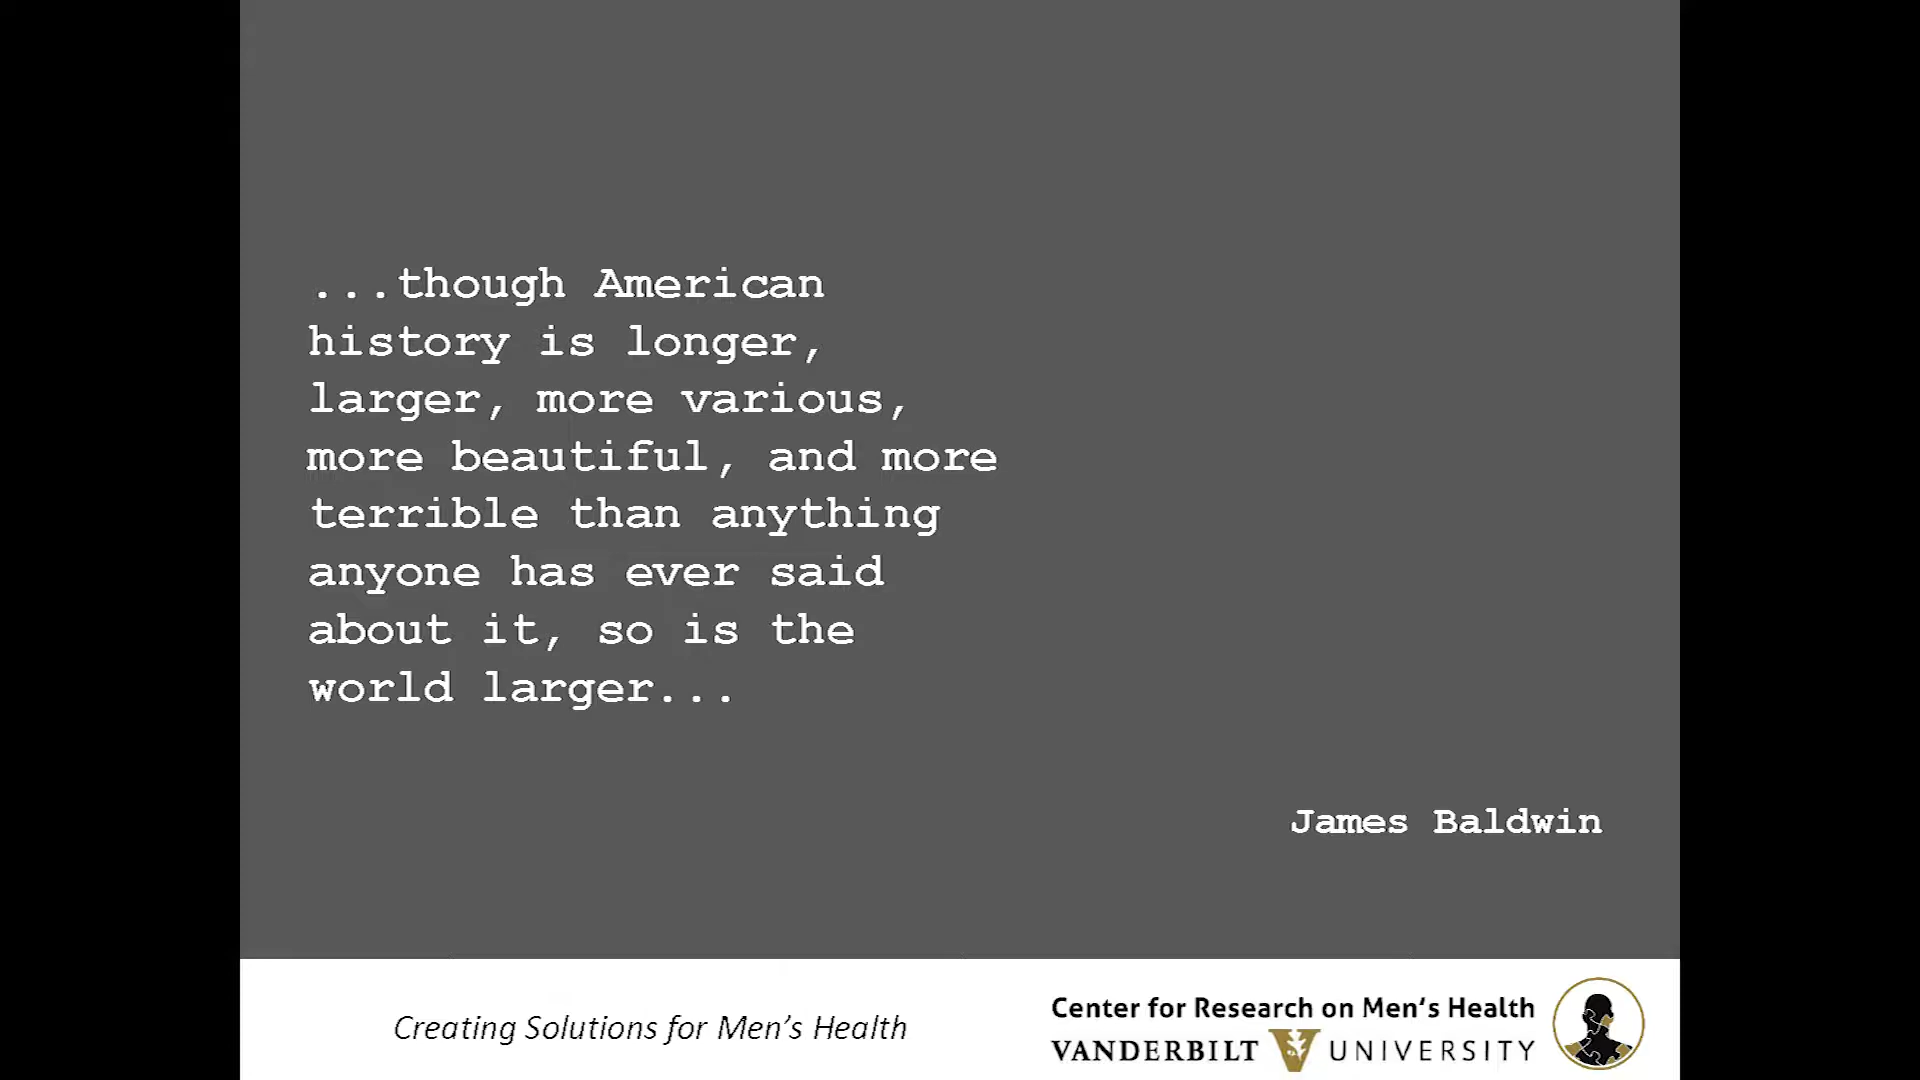 ...though American
history is longer,
larger, more various,
more beautiful, and more
terrible than anything
anyone has ever said
about it, so is the
world larger...
James Baldwin
Creating Solutions for Men’s Health
Center for Research on Men‘s Health
VANDERBILT V UNIVERSITY